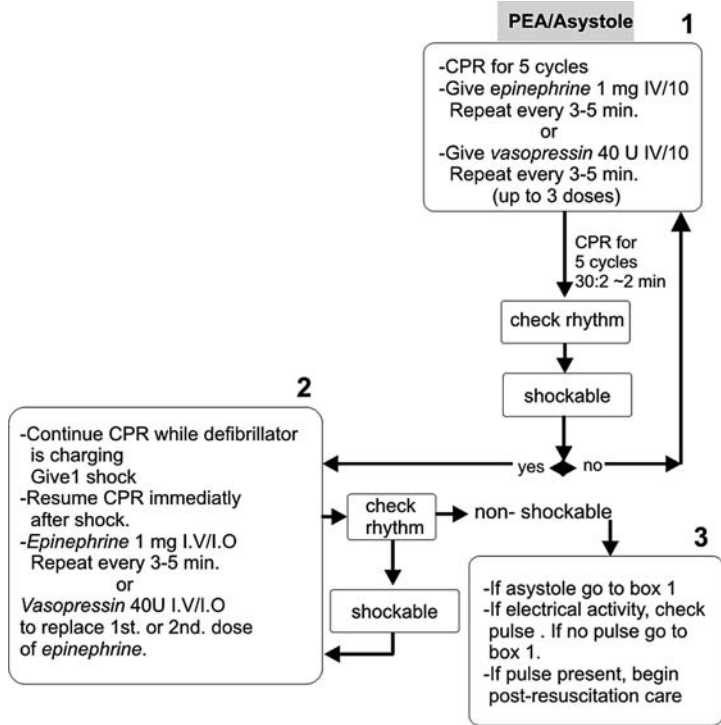 PEA/Asystole
1
-CPR for 5 cycles
-Give epinephrine 1 mg IV/10
Repeat every 3-5 min.
or
-Give vasopressin 40 U IV/10
Repeat every 3-5 min.
(up to 3 doses)
CPR for
5 cycles
30:2 ~2 min
check rhythm
shockable
yes
no
2
-Continue CPR while defibrillator
is charging
Give1 shock
-Resume CPR immediatly
after shock.
-Epinephrine 1 mg I.V/I.O
Repeat every 3-5 min.
or
Vasopressin 40U I.V/I.O
to replace 1st. or 2nd. dose
of epinephrine.
check
rhythm
non- shockable
shockable
3
-If asystole go to box 1
-If electrical activity, check
pulse . If no pulse go to
box 1.
-If pulse present, begin
post-resuscitation care